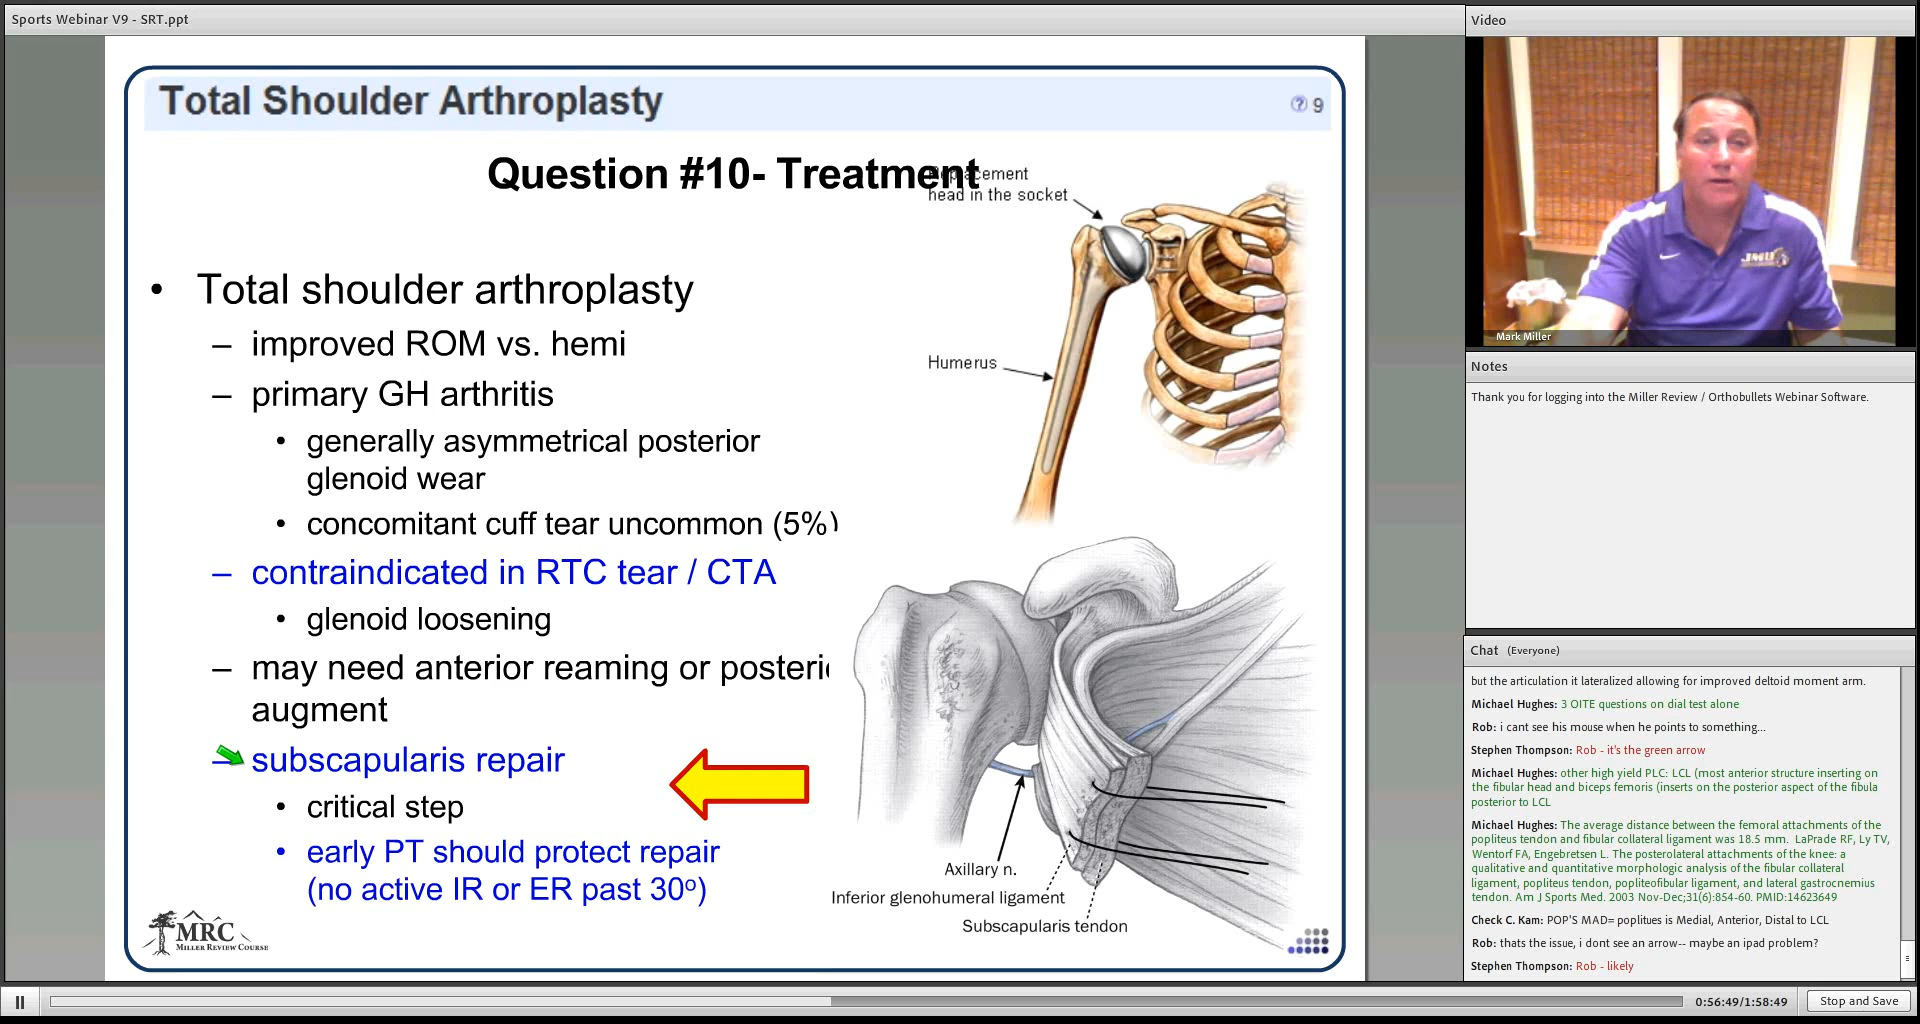 Sports Webinar V9 - SRT.ppt
Total Shoulder Arthroplasty
9
Question #10- Treatment
head in the socket
Humerus
• Total shoulder arthroplasty
– improved ROM vs. hemi
– primary GH arthritis
• generally asymmetrical posterior
glenoid wear
• concomitant cuff tear uncommon (5%)
– contraindicated in RTC tear / CTA
• glenoid loosening
– may need anterior reaming or posteri
augment
– subscapularis repair
• critical step
• early PT should protect repair
(no active IR or ER past 30º)
Axillary n.
Inferior glenohumeral ligament
Subscapularis tendon
MRC
MILLER REVIEW COURSE
Video
JMU
Mark Miller
Notes
Thank you for logging into the Miller Review / Orthobullets Webinar Software.
Chat (Everyone)
but the articulation it lateralized allowing for improved deltoid moment arm.
Michael Hughes: 3 OITE questions on dial test alone
Rob: i cant see his mouse when he points to something...
Stephen Thompson: Rob - it's the green arrow
Michael Hughes: other high yield PLC: LCL (most anterior structure inserting on
the fibular head and biceps femoris (inserts on the posterior aspect of the fibula
posterior to LCL
Michael Hughes: The average distance between the femoral attachments of the
popliteus tendon and fibular collateral ligament was 18.5 mm. LaPrade RF, Ly TV,
Wentorf FA, Engebretsen L. The posterolateral attachments of the knee: a
qualitative and quantitative morphologic analysis of the fibular collateral
ligament, popliteus tendon, popliteofibular ligament, and lateral gastrocnemius
tendon. Am J Sports Med. 2003 Nov-Dec;31(6):854-60. PMID:14623649
Check C. Kam: POP'S MAD= poplitues is Medial, Anterior, Distal to LCL
Rob: thats the issue, i dont see an arrow-- maybe an ipad problem?
Stephen Thompson: Rob - likely
0:56:49/1:58:49
Stop and Save